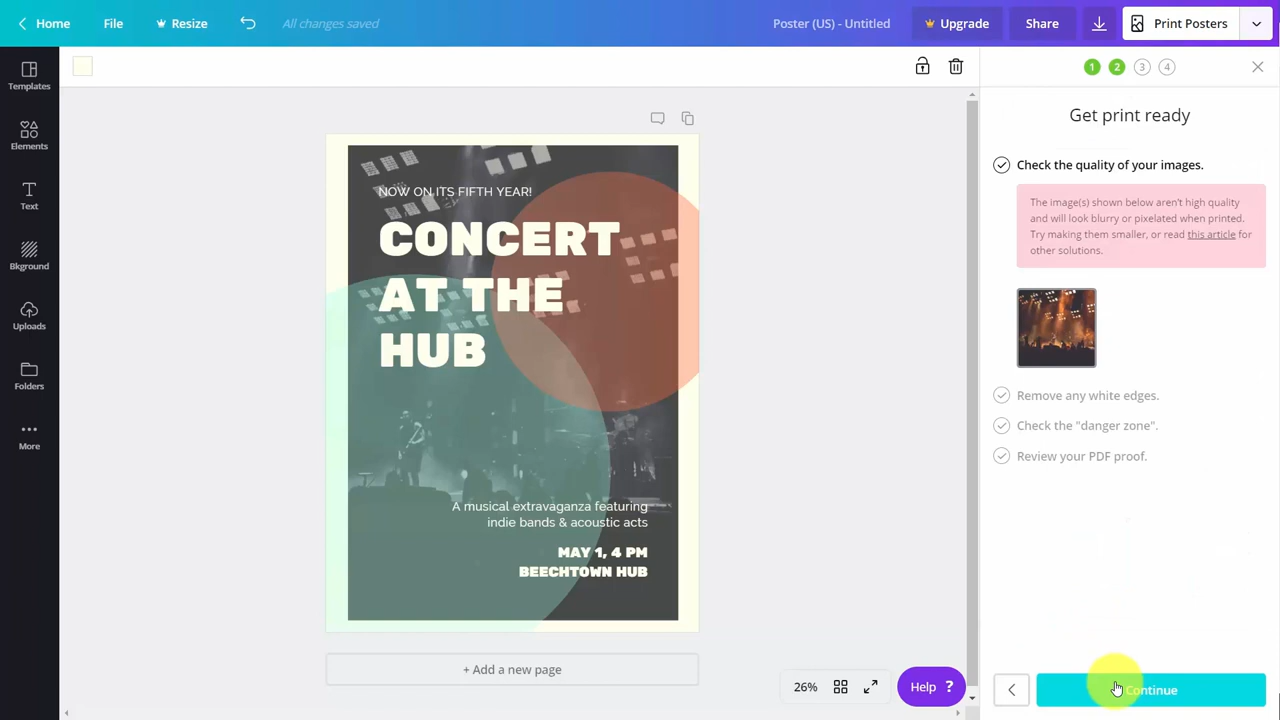 Home File Resize All changes saved Poster (US) - Untitled Upgrade Share Print Posters
Templates
Elements
Text
Bkground
Uploads
Folders
More
NOW ON ITS FIFTH YEAR!
CONCERT
AT THE
HUB
A musical extravaganza featuring
indie bands & acoustic acts
MAY 1, 4 PM
BEECHTOWN HUB
+ Add a new page
26%
Help ?
1 2 3 4
Get print ready
Check the quality of your images.
The image(s) shown below aren't high quality
and will look blurry or pixelated when printed.
Try making them smaller, or read this article for
other solutions.
Remove any white edges.
Check the "danger zone".
Review your PDF proof.
Continue